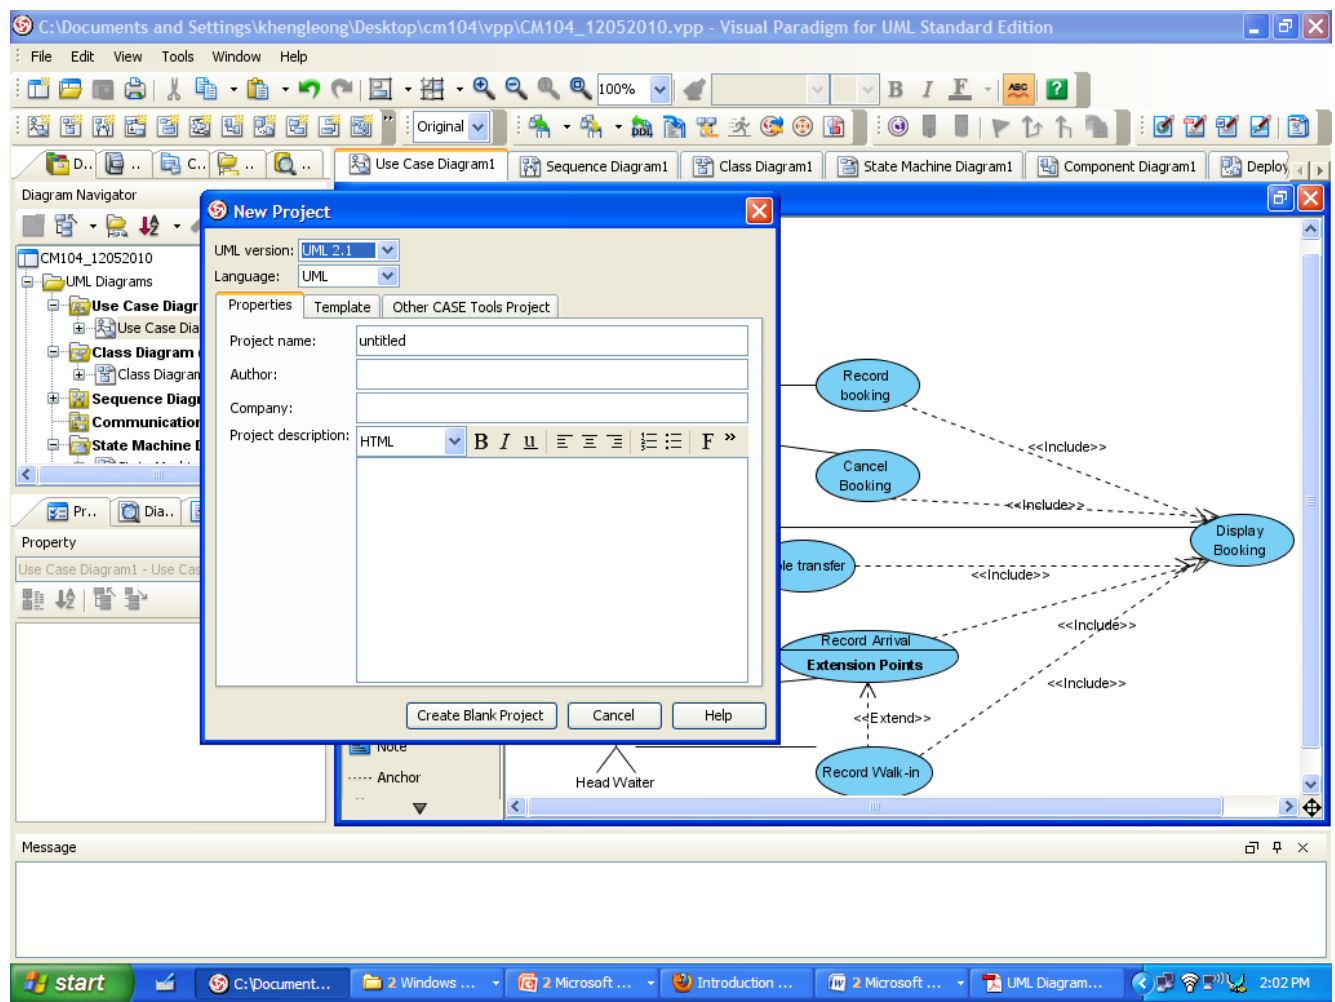 C:\Documents and Settings\khengleong\Desktop\cm104\vpp\CM104_12052010.vpp - Visual Paradigm for UML Standard Edition
File Edit View Tools Window Help
100% B I F ABC ?
Original DDL
D.. .. C.. .. .. Use Case Diagram1 Sequence Diagram1 Class Diagram1 State Machine Diagram1 Component Diagram1 Deploy
Diagram Navigator
CM104_12052010
UML Diagrams
Use Case Diagr
Use Case Dia
Class Diagram
Class Diagran
Sequence Diag
Communication
State Machine D
Pr.. Dia..
Property
Use Case Diagram1 - Use Cas
New Project
UML version: UML 2.1
Language: UML
Properties Template Other CASE Tools Project
Project name: untitled
Author:
Company:
Project description: HTML B I u F »
Create Blank Project Cancel Help
Record
booking
<<Include>>
Cancel
Booking
<<Include>>
Display
Booking
le transfer
<<Include>>
<<Include>>
Record Arrival
Extension Points
<<Include>>
<<Extend>>
Record Walk-in
Head Waiter
Note
Anchor
Message
start C:\Document... 2 Windows ... 2 Microsoft ... Introduction ... 2 Microsoft ... UML Diagram... 2:02 PM